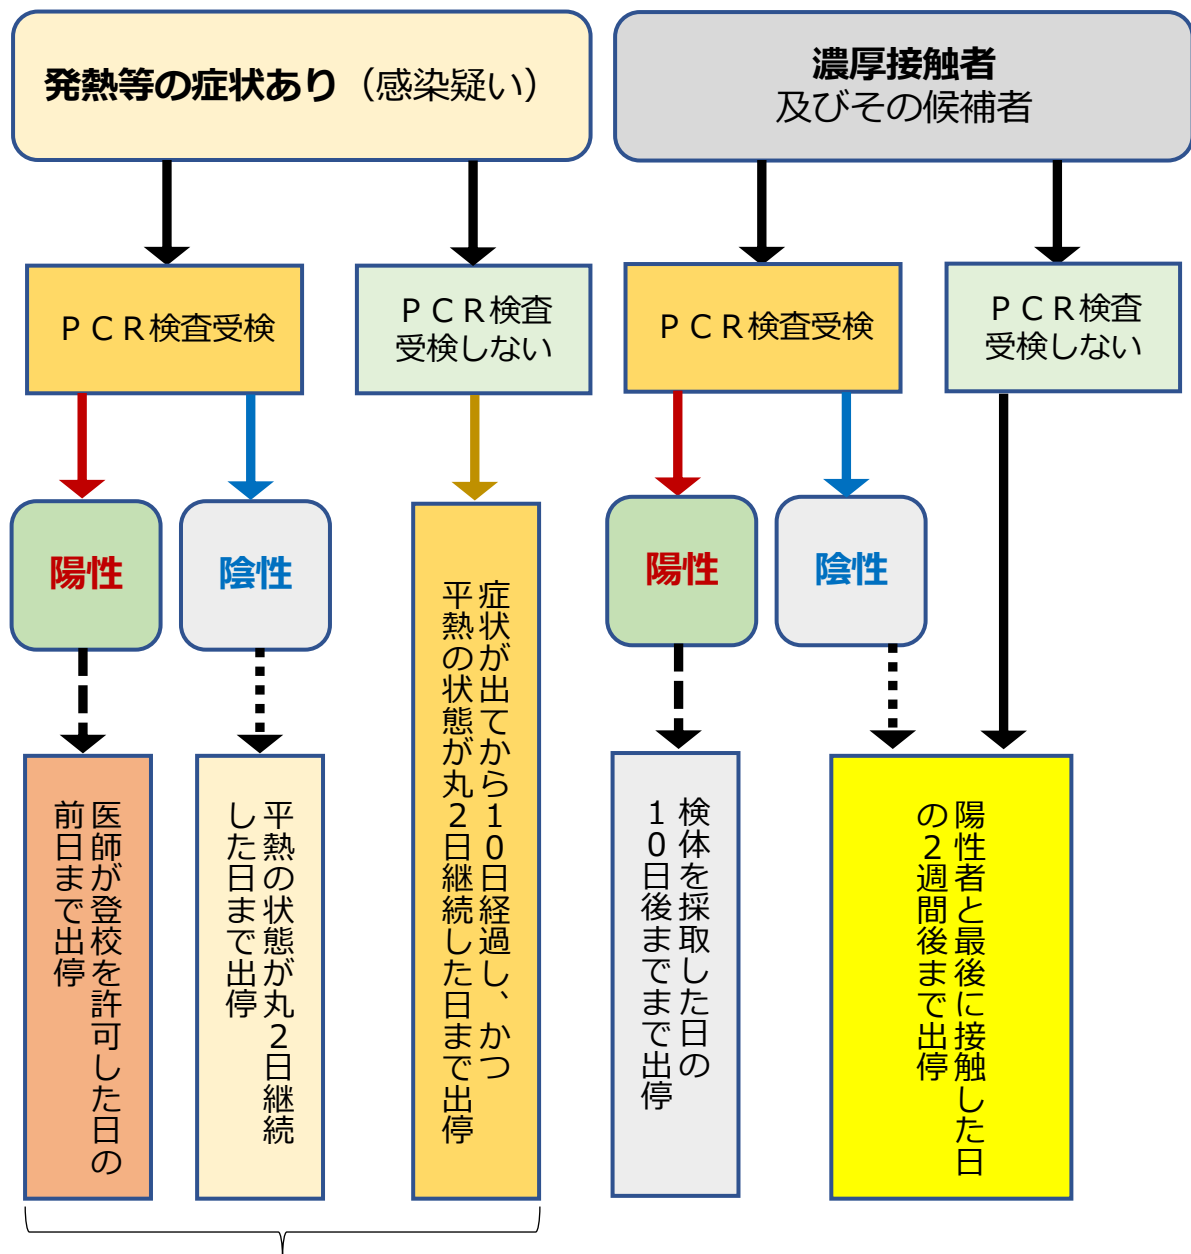 発熱等の症状あり（感染疑い）
濃厚接触者
及びその候補者
ＰＣＲ検査受検
ＰＣＲ検査
受検しない
ＰＣＲ検査受検
ＰＣＲ検査
受検しない
陽性
陰性
陽性
陰性
医師が登校を許可した日の
前日まで出停
平熱の状態が丸２日継続
した日まで出停
症状が出てから１０日経過し、かつ
平熱の状態が丸２日継続した日まで出停
検体を採取した日の
１０日後までまで出停
陽性者と最後に接触した日
の２週間後まで出停